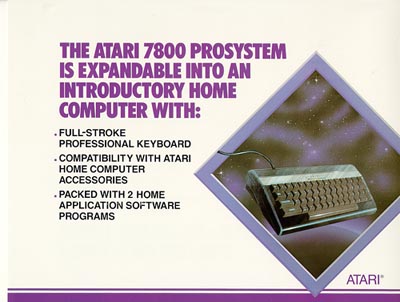 THE ATARI 7800 PROSYSTEM
IS EXPANDABLE INTO AN
INTRODUCTORY HOME
COMPUTER WITH:
• FULL-STROKE
PROFESSIONAL KEYBOARD
• COMPATIBILITY WITH ATARI
HOME COMPUTER
ACCESSORIES
• PACKED WITH 2 HOME
APPLICATION SOFTWARE
PROGRAMS
ATARI®